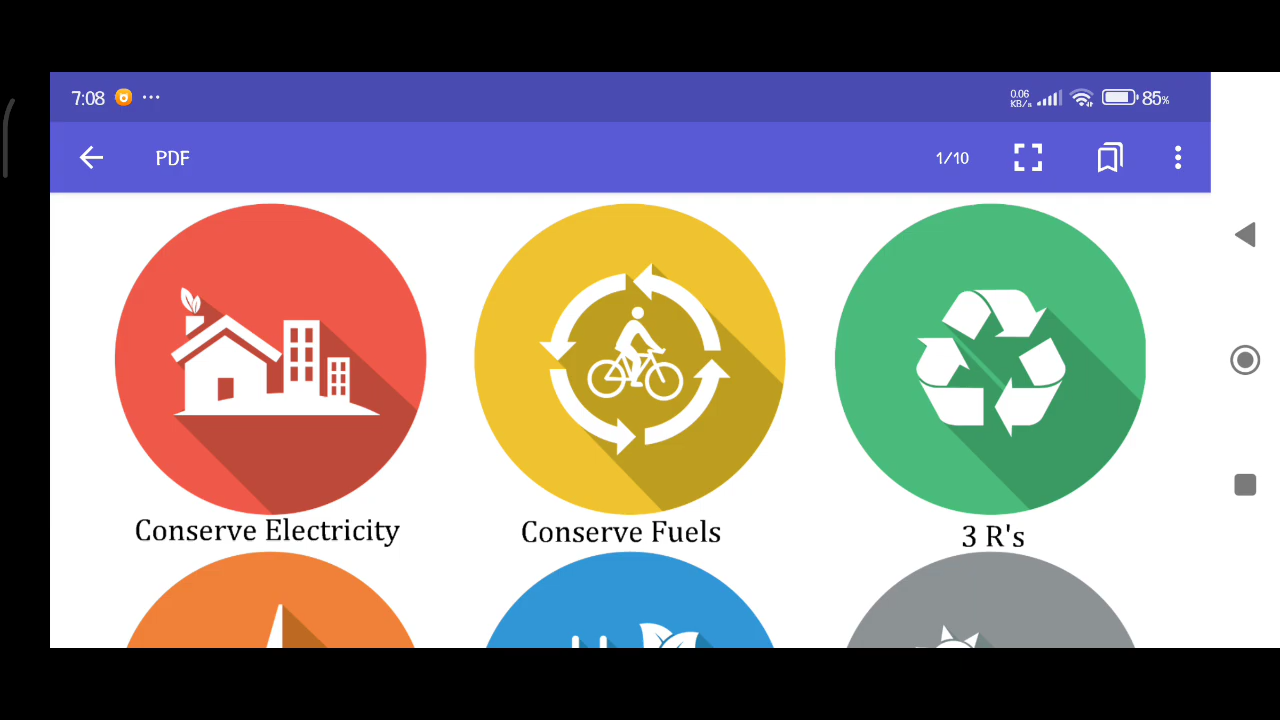 7:08 0.06 KB/s 85%
PDF 1/10
Conserve Electricity Conserve Fuels 3 R's